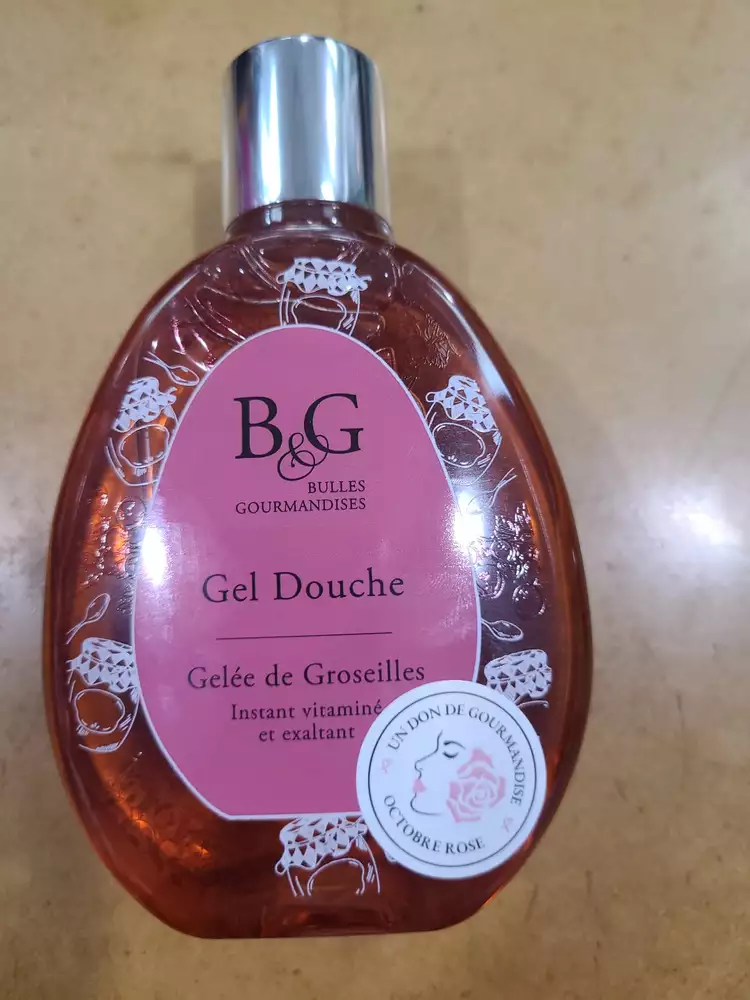 B&G
BULLES
GOURMANDISES
Gel Douche
Gelée de Groseilles
Instant vitaminé
et exaltant
UN DON DE GOURMANDISE
OCTOBRE ROSE